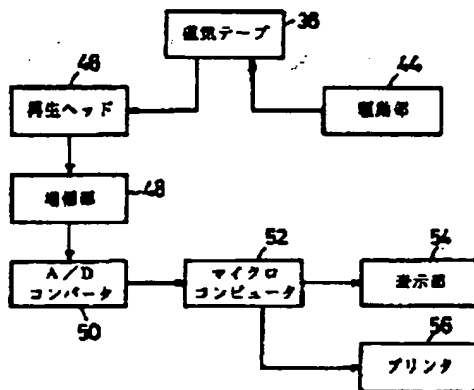 磁気テープ
36
46
44
再生ヘッド
駆動部
増幅部
48
52
54
A/D
コンバータ
マイクロ
コンピュータ
表示部
50
56
プリンタ